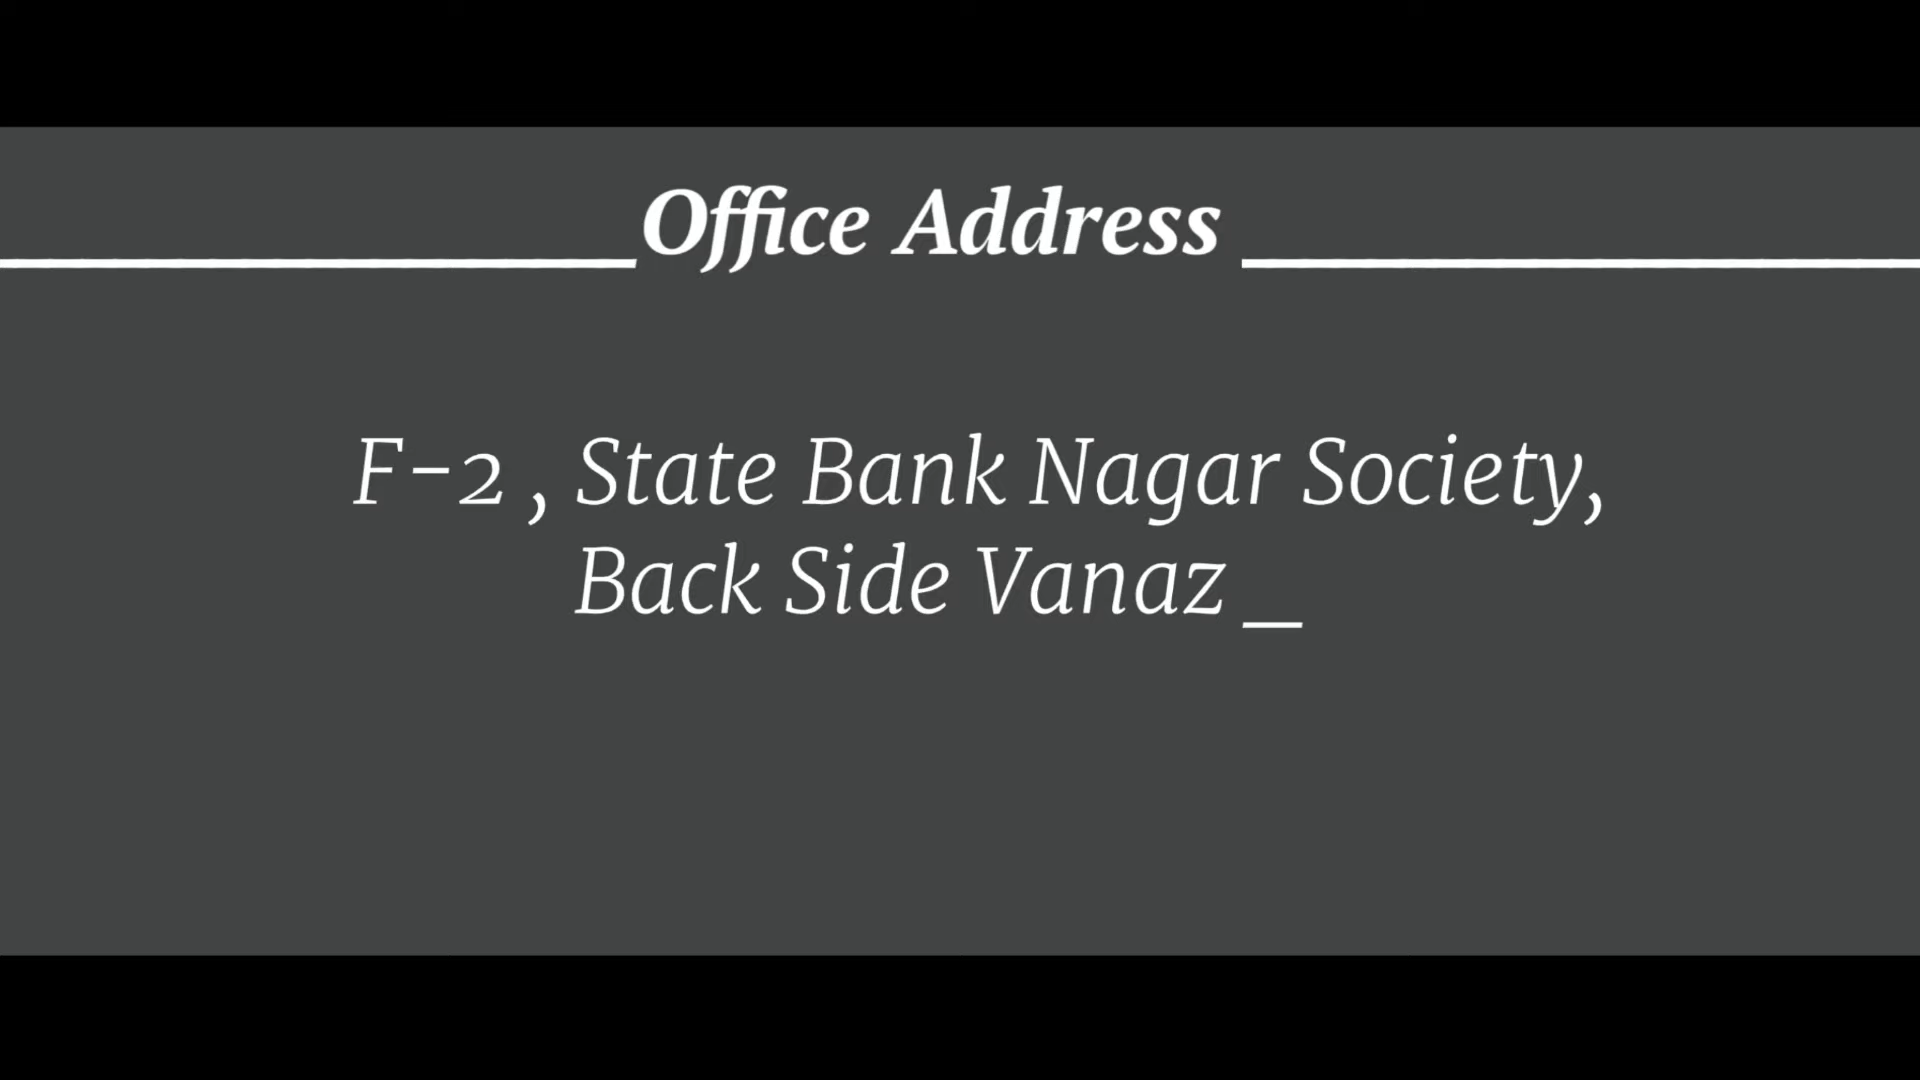 Office Address
F-2 , State Bank Nagar Society,
Back Side Vanaz _